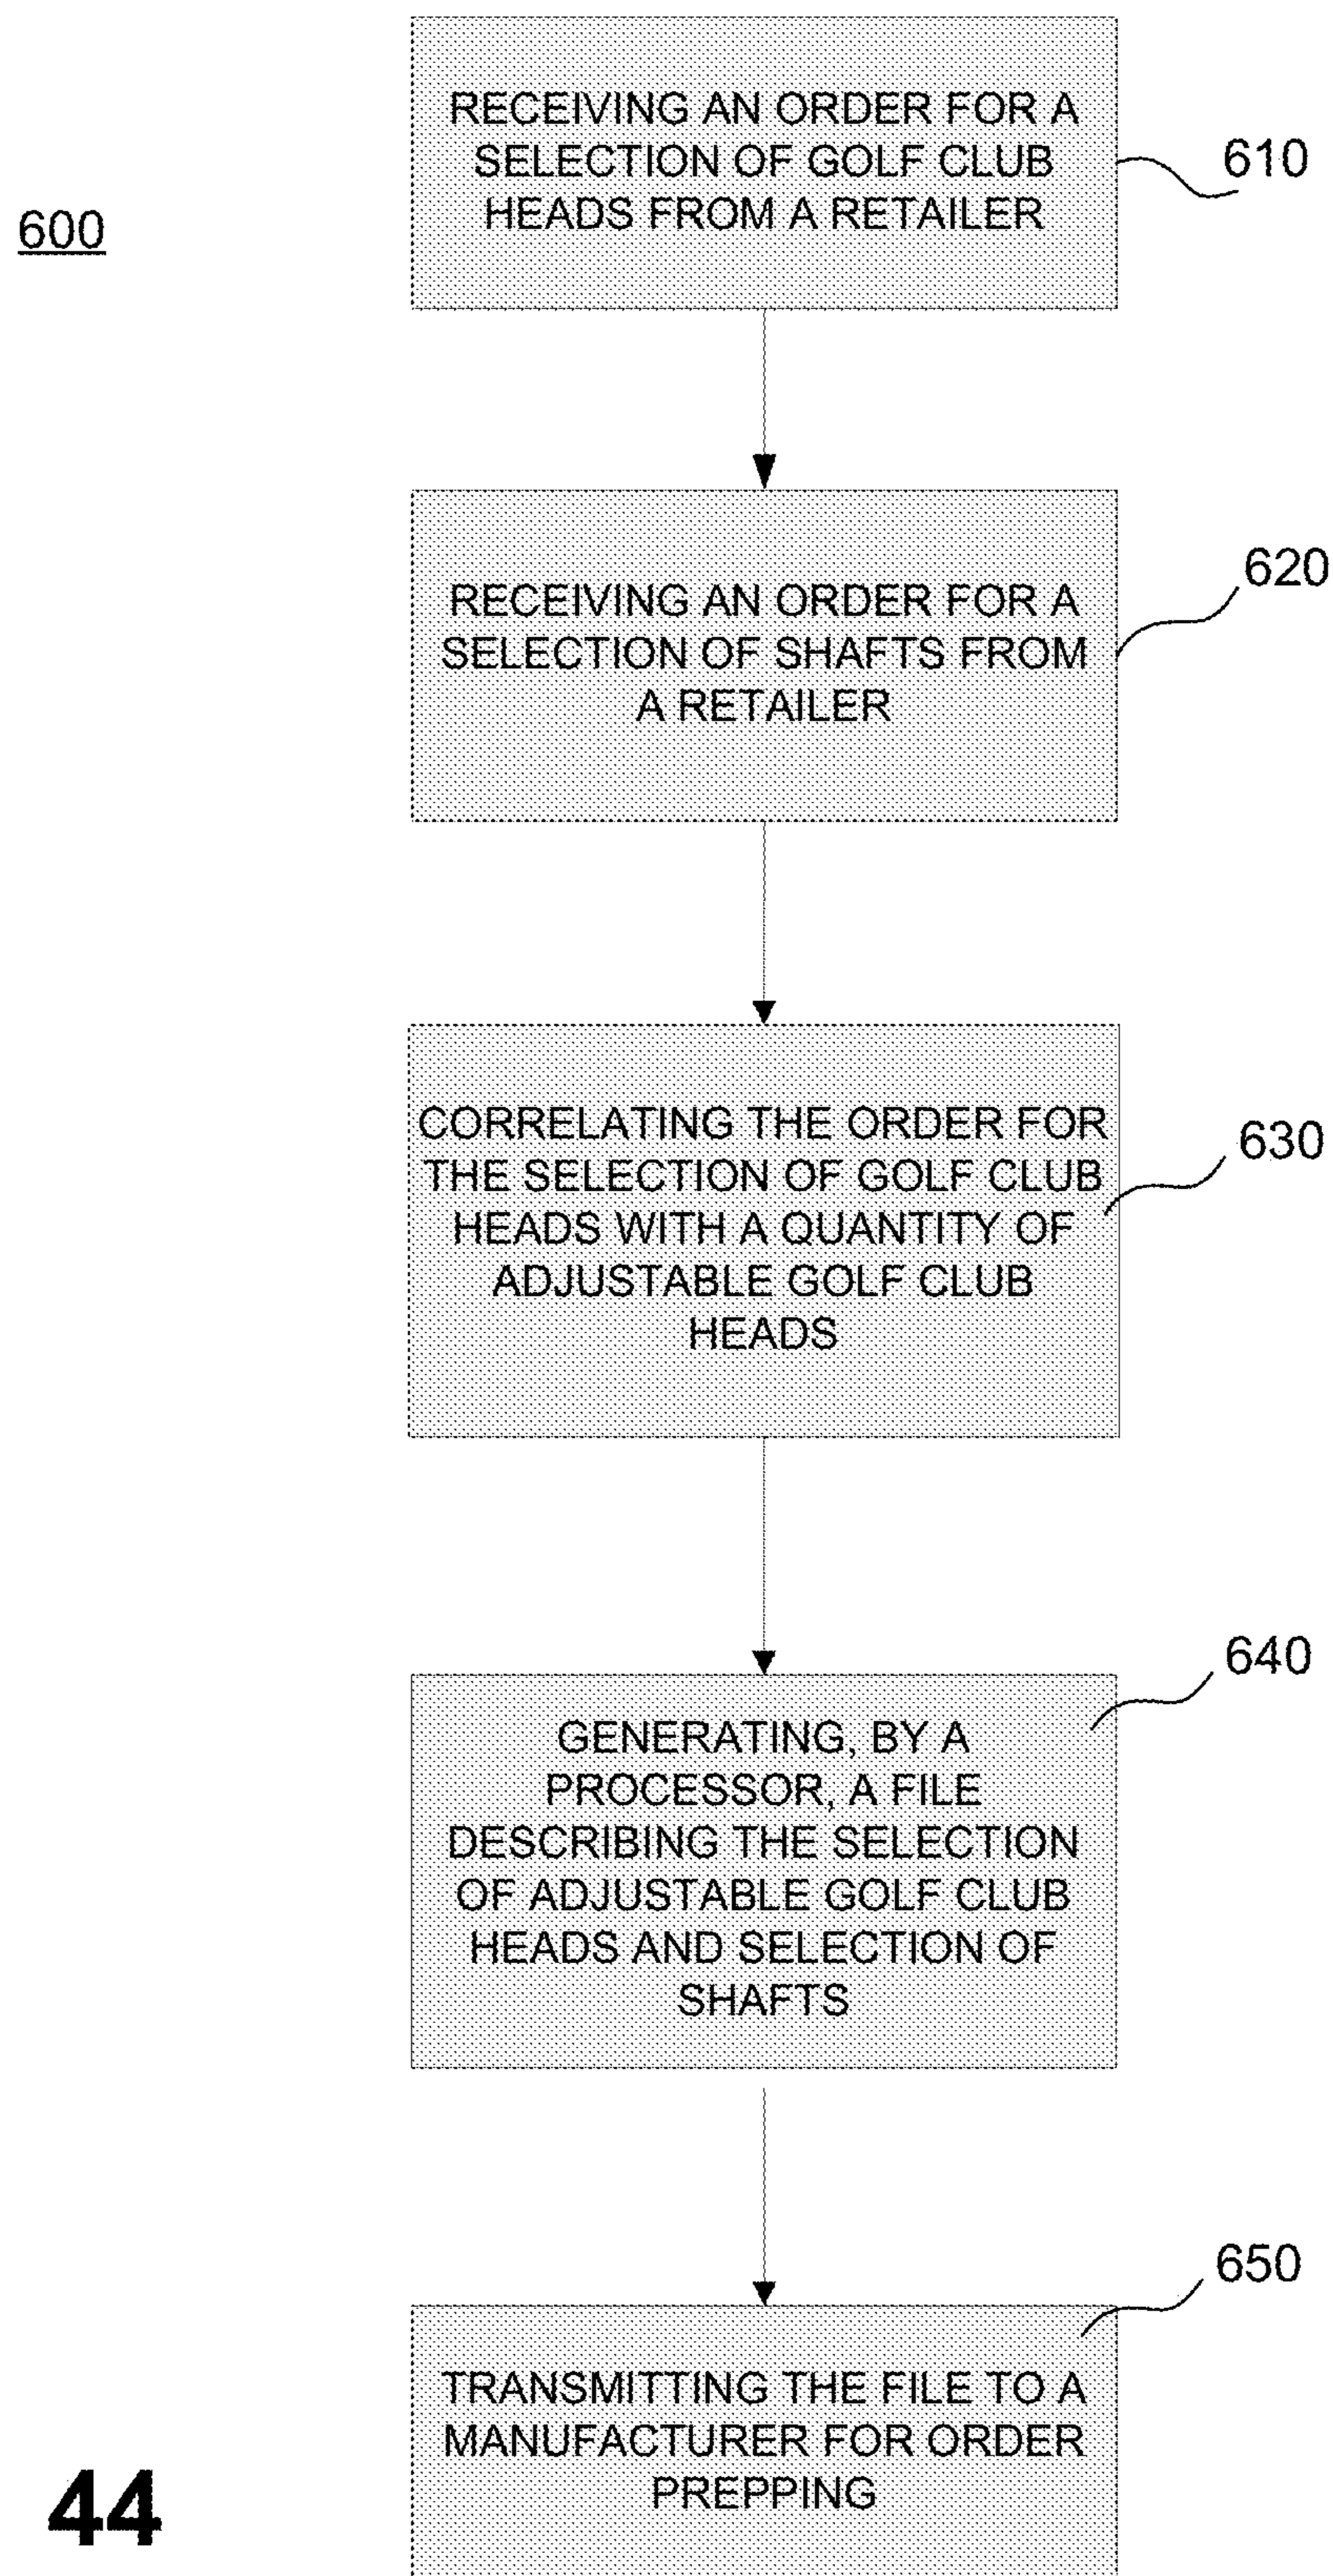 600
RECEIVING AN ORDER FOR A
SELECTION OF GOLF CLUB
HEADS FROM A RETAILER
610
RECEIVING AN ORDER FOR A
SELECTION OF SHAFTS FROM
A RETAILER
620
CORRELATING THE ORDER FOR
THE SELECTION OF GOLF CLUB
HEADS WITH A QUANTITY OF
ADJUSTABLE GOLF CLUB
HEADS
630
GENERATING, BY A
PROCESSOR, A FILE
DESCRIBING THE SELECTION
OF ADJUSTABLE GOLF CLUB
HEADS AND SELECTION OF
SHAFTS
640
TRANSMITTING THE FILE TO A
MANUFACTURER FOR ORDER
PREPPING
650
44